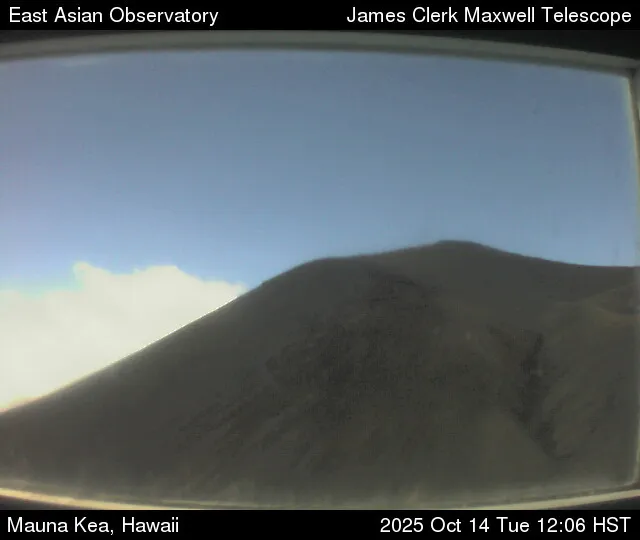 East Asian Observatory
James Clerk Maxwell Telescope
Mauna Kea, Hawaii
2025 Oct 14 Tue 12:06 HST